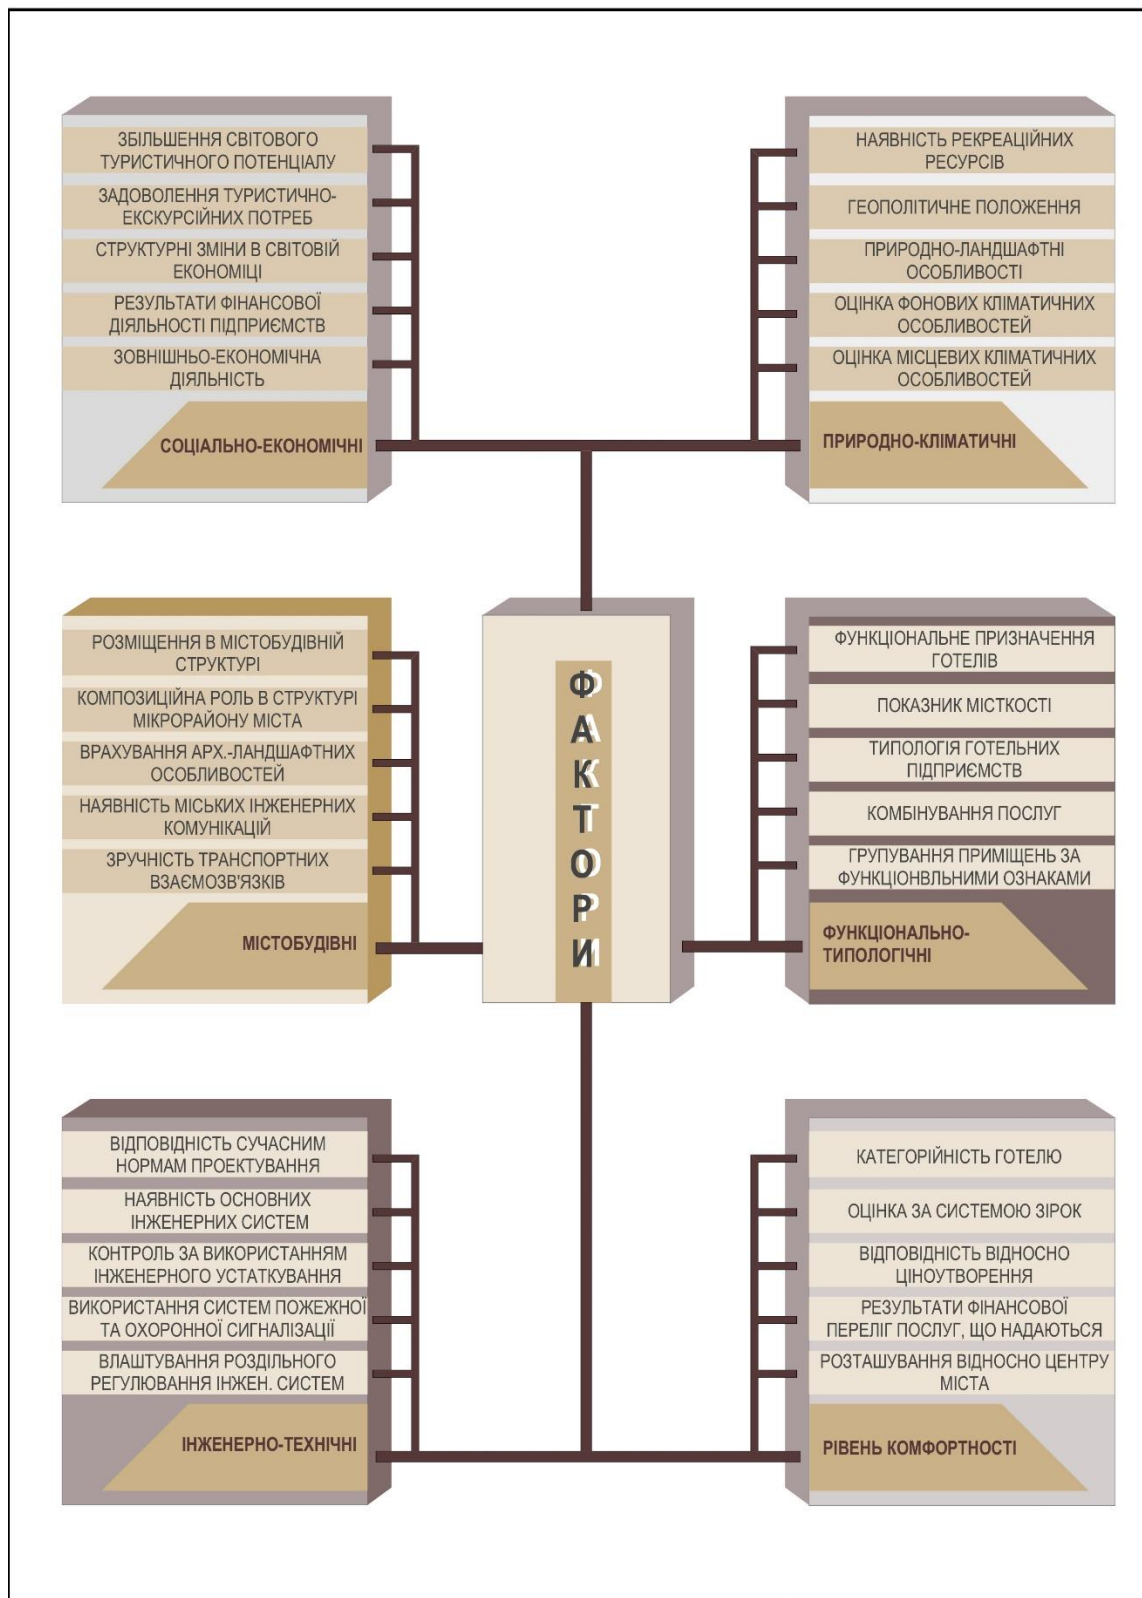 ЗБІЛЬШЕННЯ СВІТОВОГО
ТУРИСТИЧНОГО ПОТЕНЦІАЛУ
ЗАДОВОЛЕННЯ ТУРИСТИЧНО-
ЕКСКУРСІЙНИХ ПОТРЕБ
СТРУКТУРНІ ЗМІНИ В СВІТОВІЙ
ЕКОНОМІЦІ
РЕЗУЛЬТАТИ ФІНАНСОВОЇ
ДІЯЛЬНОСТІ ПІДПРИЄМСТВ
ЗОВНІШНЬО-ЕКОНОМІЧНА
ДІЯЛЬНІСТЬ
СОЦІАЛЬНО-ЕКОНОМІЧНІ
НАЯВНІСТЬ РЕКРЕАЦІЙНИХ
РЕСУРСІВ
ГЕОПОЛІТИЧНЕ ПОЛОЖЕННЯ
ПРИРОДНО-ЛАНДШАФТНІ
ОСОБЛИВОСТІ
ОЦІНКА ФОНОВИХ КЛІМАТИЧНИХ
ОСОБЛИВОСТЕЙ
ОЦІНКА МІСЦЕВИХ КЛІМАТИЧНИХ
ОСОБЛИВОСТЕЙ
ПРИРОДНО-КЛІМАТИЧНІ
РОЗМІЩЕННЯ В МІСТОБУДІВНІЙ
СТРУКТУРІ
КОМПОЗИЦІЙНА РОЛЬ В СТРУКТУРІ
МІКРОРАЙОНУ МІСТА
ВРАХУВАННЯ АРХ.-ЛАНДШАФТНИХ
ОСОБЛИВОСТЕЙ
НАЯВНІСТЬ МІСЬКИХ ІНЖЕНЕРНИХ
КОМУНІКАЦІЙ
ЗРУЧНІСТЬ ТРАНСПОРТНИХ
ВЗАЄМОЗВ'ЯЗКІВ
МІСТОБУДІВНІ
ФАКТОРИ
ФУНКЦІОНАЛЬНЕ ПРИЗНАЧЕННЯ
ГОТЕЛІВ
ПОКАЗНИК МІСТКОСТІ
ТИПОЛОГІЯ ГОТЕЛЬНИХ
ПІДПРИЄМСТВ
КОМБІНУВАННЯ ПОСЛУГ
ГРУПУВАННЯ ПРИМІЩЕНЬ ЗА
ФУНКЦІОНВЛЬНИМИ ОЗНАКАМИ
ФУНКЦІОНАЛЬНО-
ТИПОЛОГІЧНІ
ВІДПОВІДНІСТЬ СУЧАСНИМ
НОРМАМ ПРОЕКТУВАННЯ
НАЯВНІСТЬ ОСНОВНИХ
ІНЖЕНЕРНИХ СИСТЕМ
КОНТРОЛЬ ЗА ВИКОРИСТАННЯМ
ІНЖЕНЕРНОГО УСТАТКУВАННЯ
ВИКОРИСТАННЯ СИСТЕМ ПОЖЕЖНОЇ
ТА ОХОРОННОЇ СИГНАЛІЗАЦІЇ
ВЛАШТУВАННЯ РОЗДІЛЬНОГО
РЕГУЛЮВАННЯ ІНЖЕН. СИСТЕМ
ІНЖЕНЕРНО-ТЕХНІЧНІ
КАТЕГОРІЙНІСТЬ ГОТЕЛЮ
ОЦІНКА ЗА СИСТЕМОЮ ЗІРОК
ВІДПОВІДНІСТЬ ВІДНОСНО
ЦІНОУТВОРЕННЯ
РЕЗУЛЬТАТИ ФІНАНСОВОЇ
ПЕРЕЛІГ ПОСЛУГ, ЩО НАДАЮТЬСЯ
РОЗТАШУВАННЯ ВІДНОСНО ЦЕНТРУ
МІСТА
РІВЕНЬ КОМФОРТНОСТІ